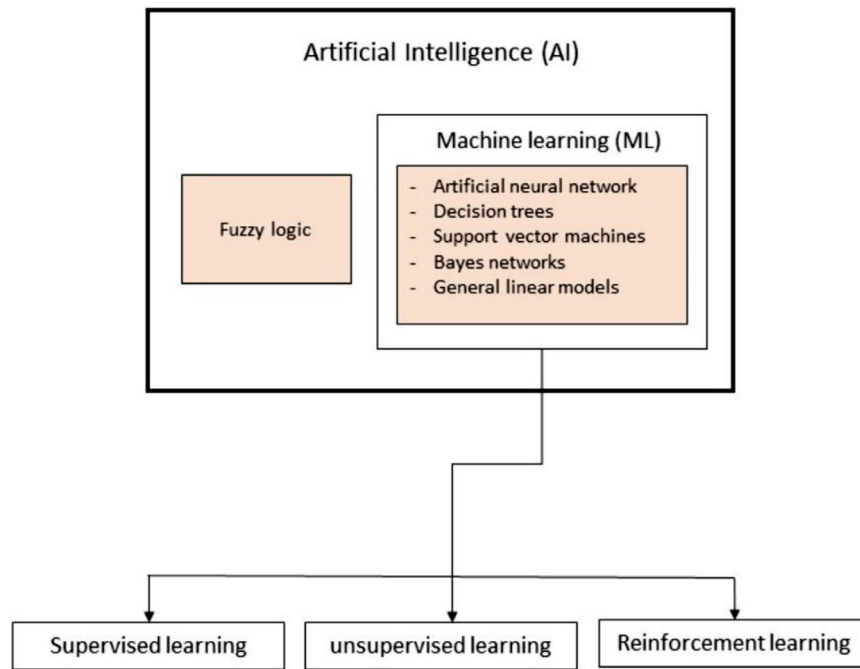 Artificial Intelligence (AI)
Machine learning (ML)
Fuzzy logic
- Artificial neural network
- Decision trees
- Support vector machines
- Bayes networks
- General linear models
Supervised learning
unsupervised learning
Reinforcement learning